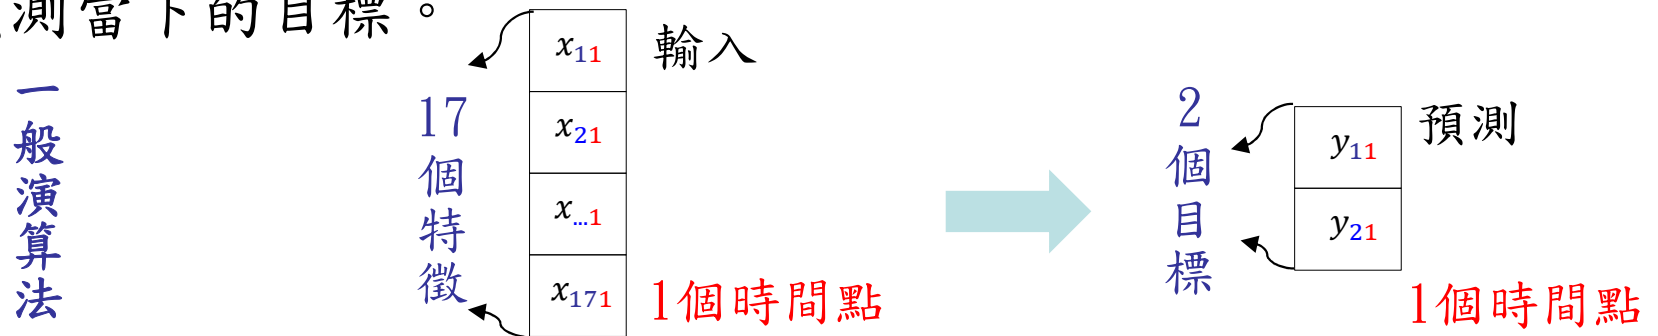 測當下的目標。
一般演算法
17個特徵
x₁₁
x₂₁
x...₁
x₁₇₁
輸入
1個時間點
2個目標
y₁₁
y₂₁
預測
1個時間點